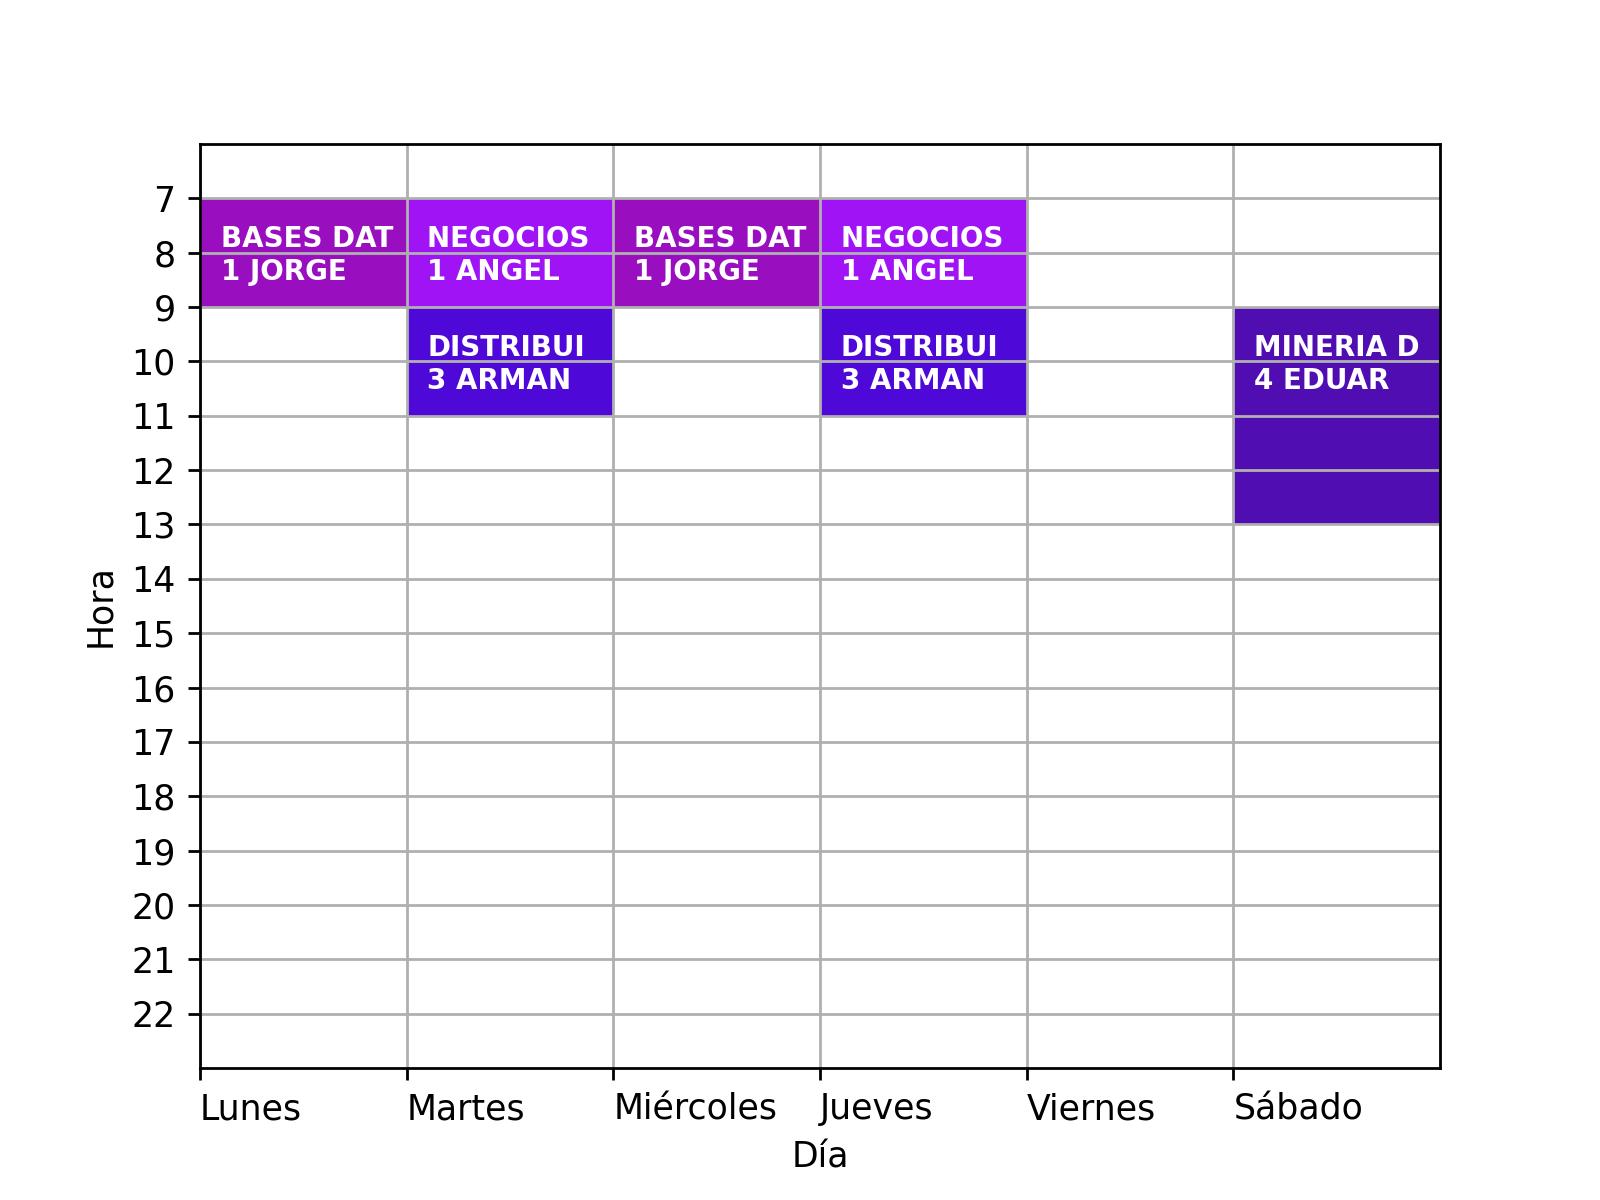 7
BASES DAT
1 JORGE
NEGOCIOS
1 ANGEL
BASES DAT
1 JORGE
NEGOCIOS
1 ANGEL
8
9
DISTRIBUI
3 ARMAN
DISTRIBUI
3 ARMAN
MINERIA D
4 EDUAR
10
11
12
13
14
Hora
15
16
17
18
19
20
21
22
Lunes
Martes
Miércoles
Jueves
Viernes
Sábado
Día